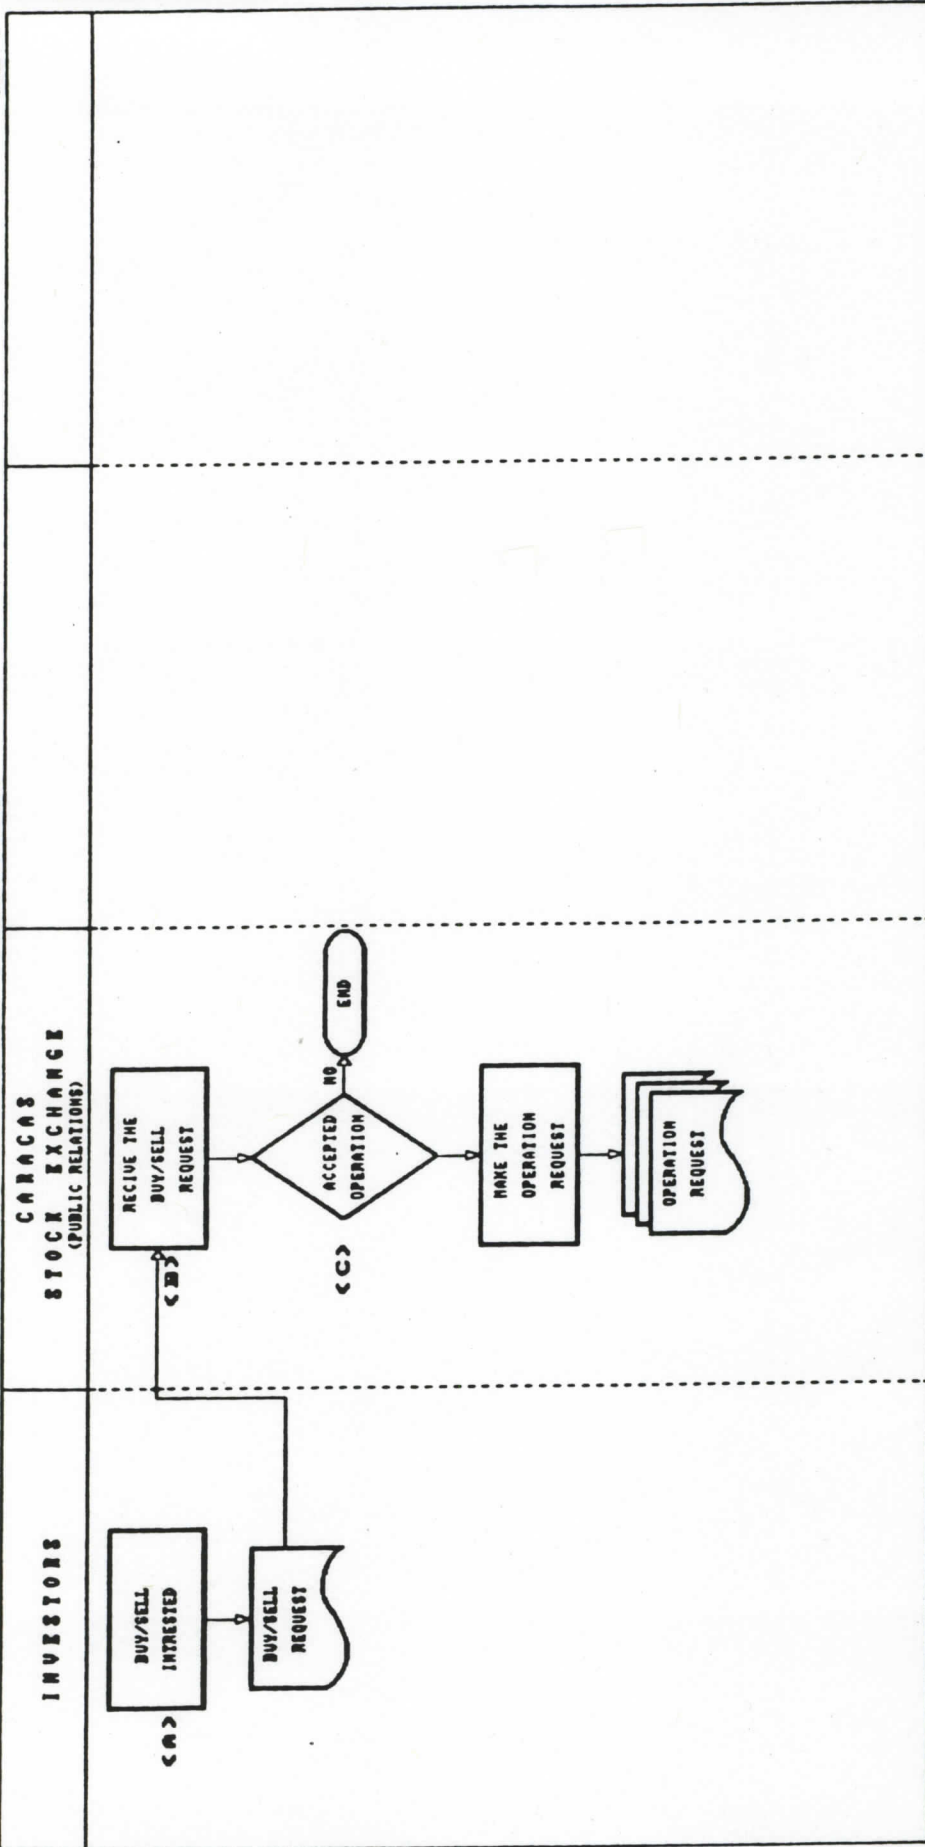 INVESTORS
CARACAS
STOCK EXCHANGE
(PUBLIC RELATIONS)
<A>
BUY/SELL
INTRESTED
BUY/SELL
REQUEST
<B>
RECIVE THE
BUY/SELL
REQUEST
<C>
ACCEPTED
OPERATION
NO
END
MAKE THE
OPERATION
REQUEST
OPERATION
REQUEST